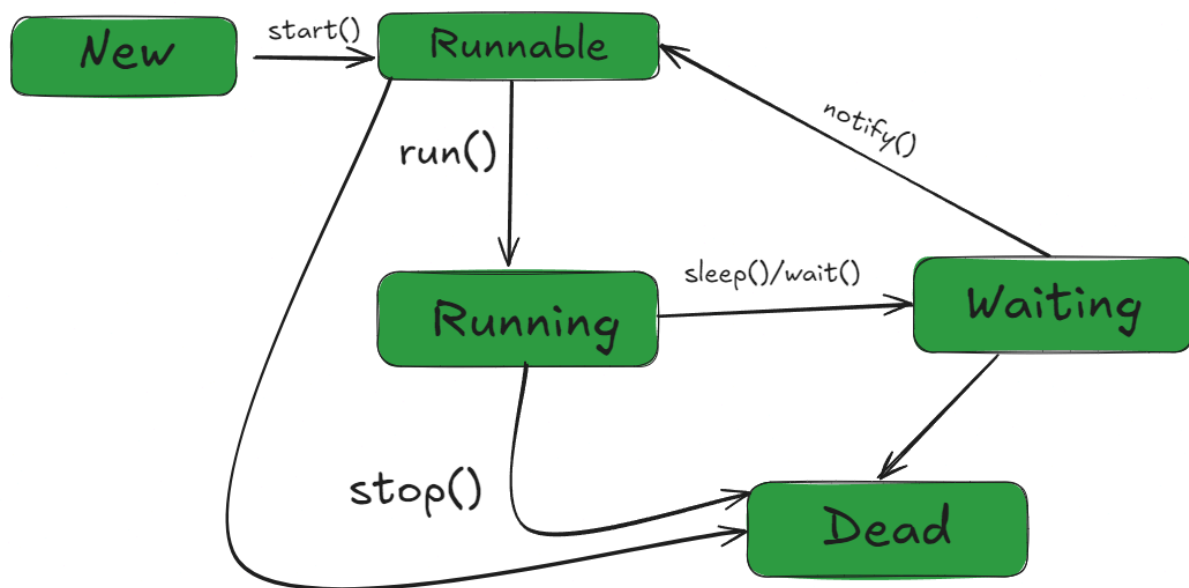 New
start()
Runnable
run()
notify()
Running
sleep()/wait()
Waiting
stop()
Dead